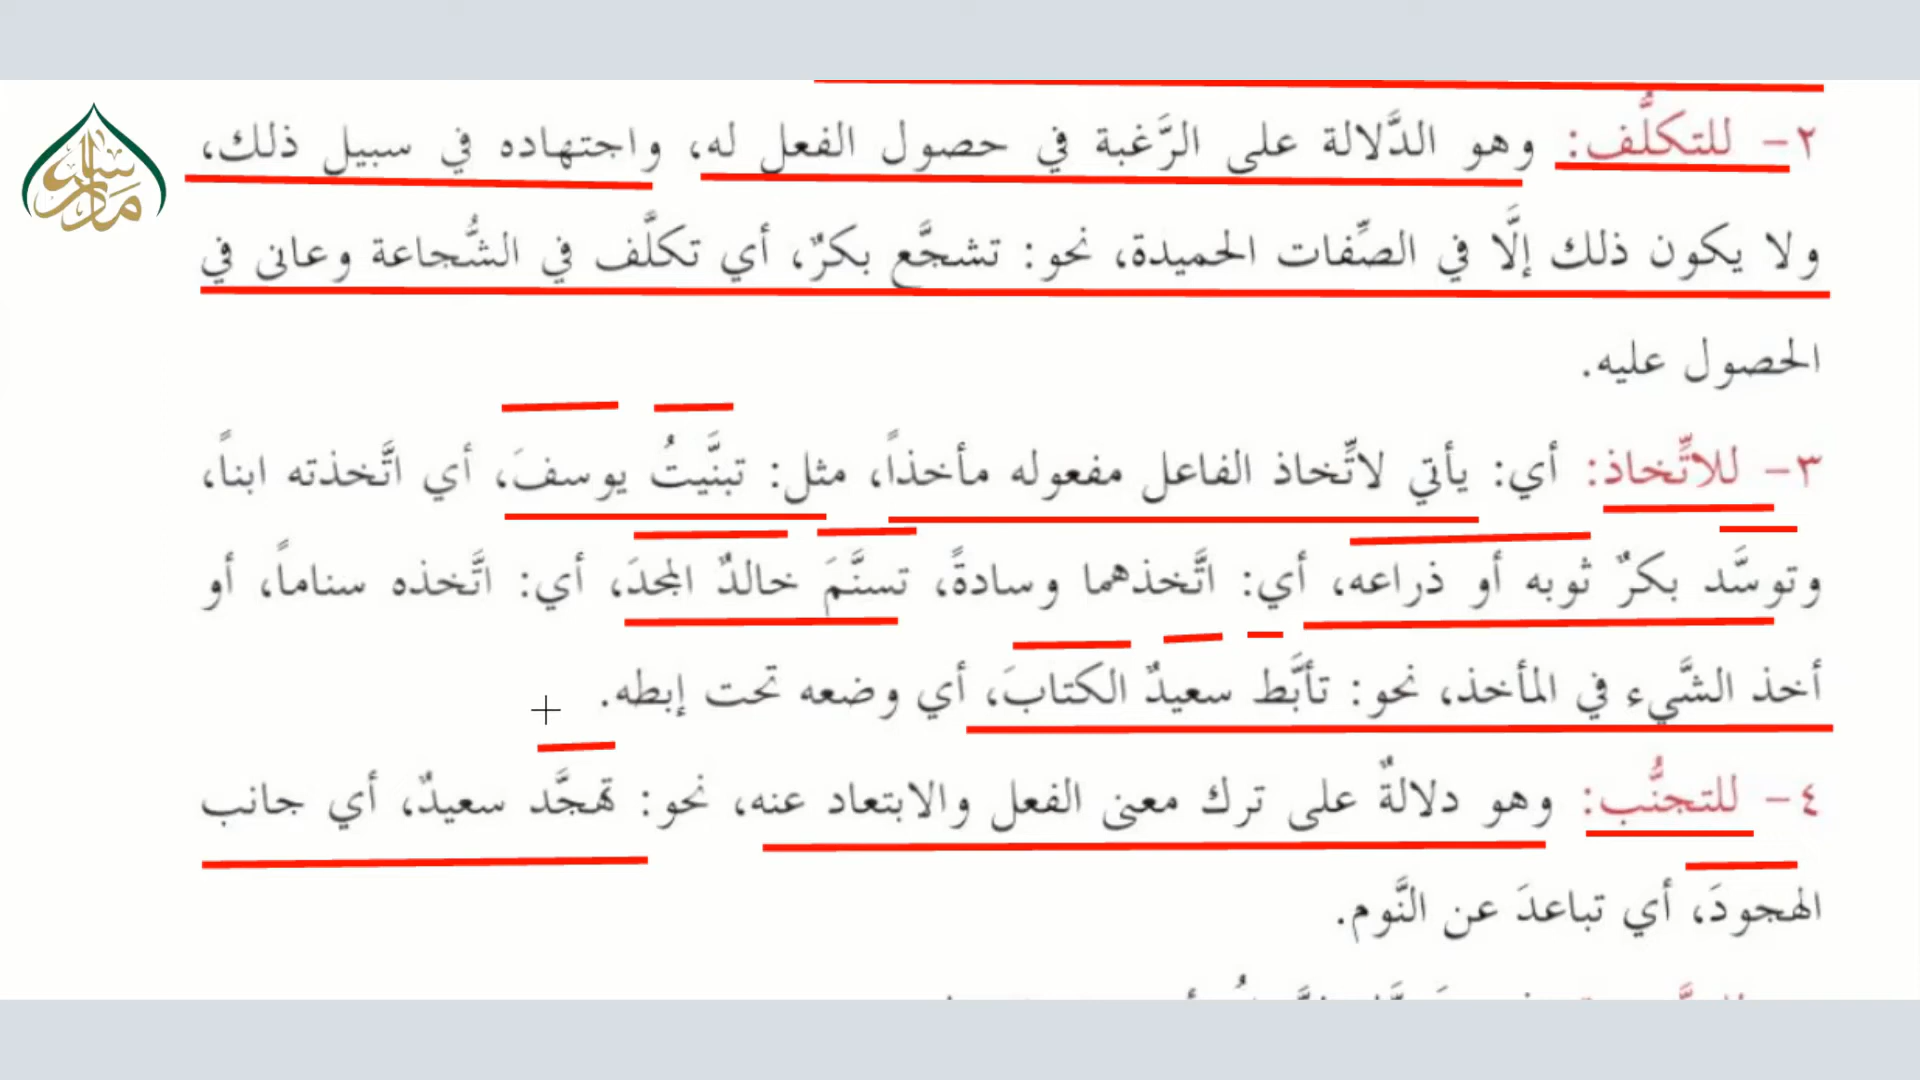 ٢- للتكلُّف: وهو الدَّلالة على الرَّغبة في حصول الفعل له، واجتهاده في سبيل ذلك،
ولا يكون ذلك إلَّا في الصِّفات الحميدة، نحو: تشجَّع بكرٌ، أي تكلَّف في الشُّجاعة وعانى في
الحصول عليه.
٣- للاتِّخاذ: أي: يأتي لاتِّخاذ الفاعل مفعوله مأخذاً، مثل: تبنَّيتُ يوسفَ، أي اتَّخذته ابناً،
وتوسَّد بكرٌ ثوبه أو ذراعه، أي: اتَّخذهما وسادةً، تسنَّمَ خالدٌ المجدَ، أي: اتَّخذه سناماً، أو
أخذ الشَّيء في المأخذ، نحو: تأبَّط سعيدٌ الكتابَ، أي وضعه تحت إبطه.
٤- للتجنُّب: وهو دلالةٌ على ترك معنى الفعل والابتعاد عنه، نحو: تهجَّد سعيدٌ، أي جانب
الهجودَ، أي تباعدَ عن النَّوم.